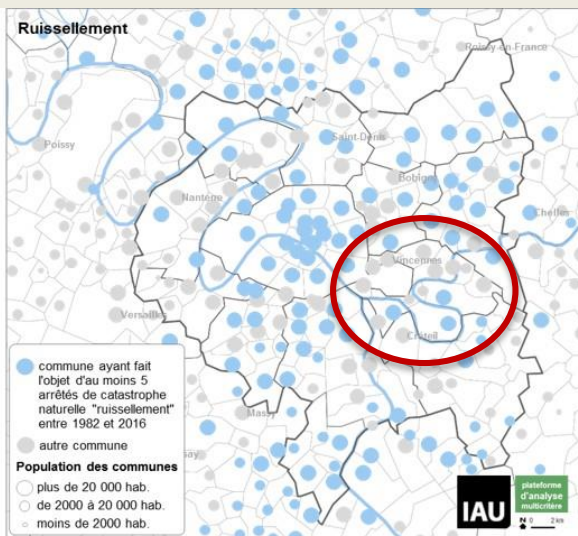 Ruissellement
Roissy-en-France
Poissy
Saint-Denis
Bobigny
Nanterre
Chelles
Vincennes
Versailles
Créteil
Massy
commune ayant fait
l'objet d'au moins 5
arrêtés de catastrophe
naturelle "ruissellement"
entre 1982 et 2016
autre commune
Population des communes
plus de 20 000 hab.
de 2000 à 20 000 hab.
moins de 2000 hab.
IAU
plateforme
d'analyse
multicritère
N 0 2 km